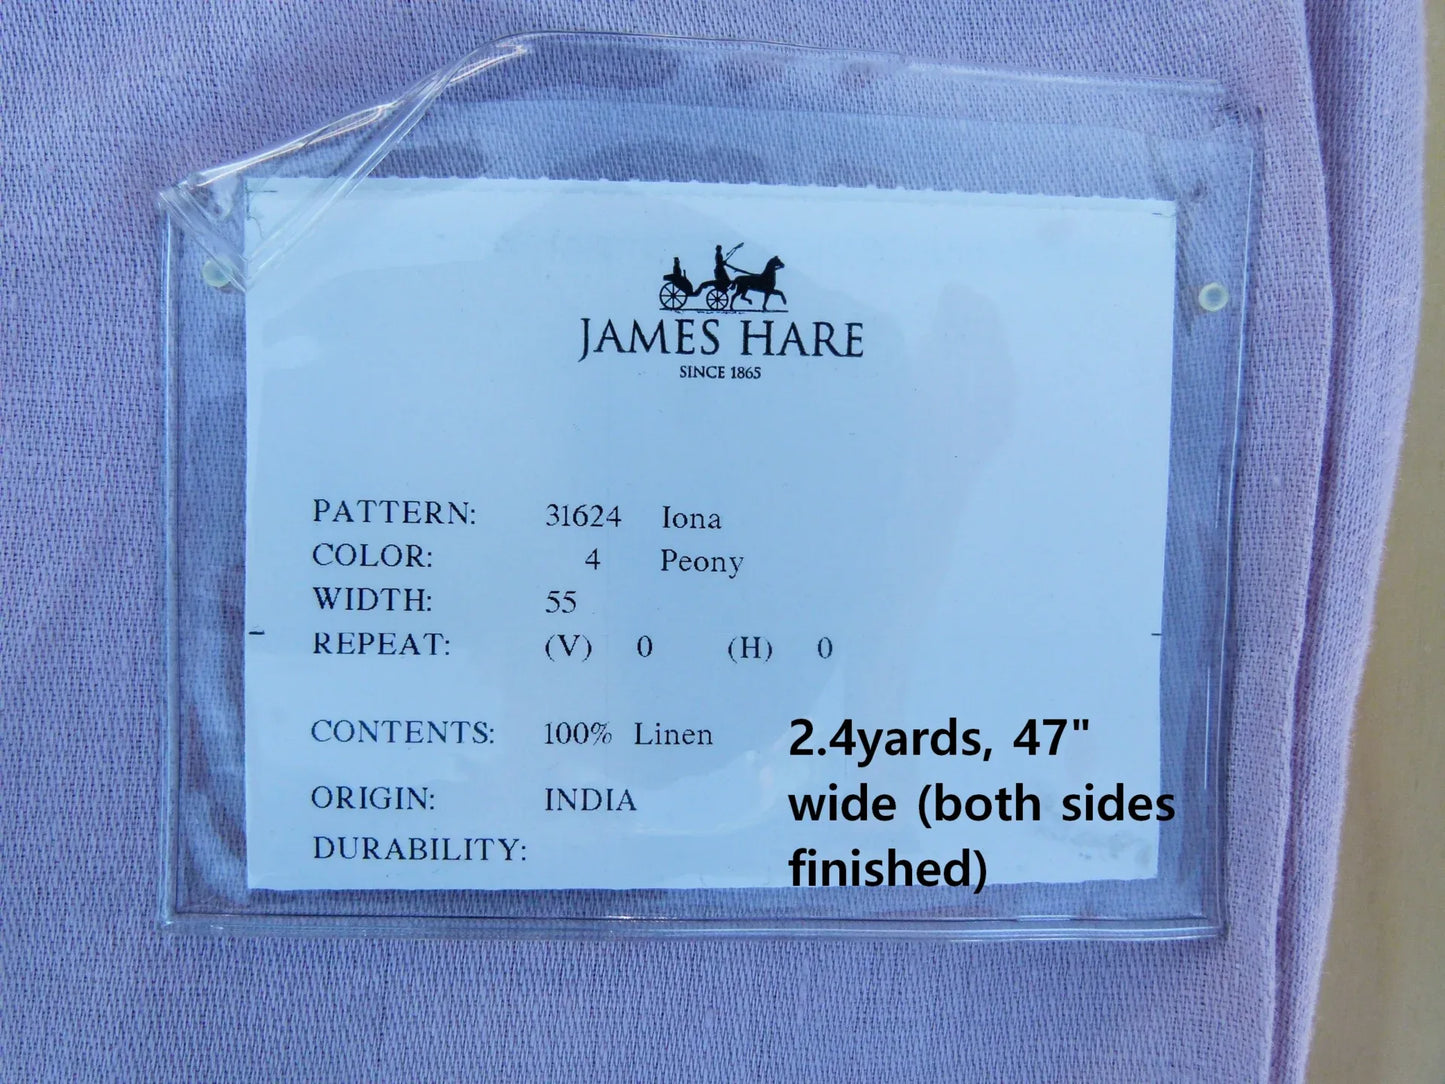 JAMES HARE
SINCE 1865
PATTERN: 31624 Iona
COLOR: 4 Peony
WIDTH: 55
REPEAT: (V) 0 (H) 0
CONTENTS: 100% Linen
ORIGIN: INDIA
DURABILITY:
2.4yards, 47"
wide (both sides
finished)